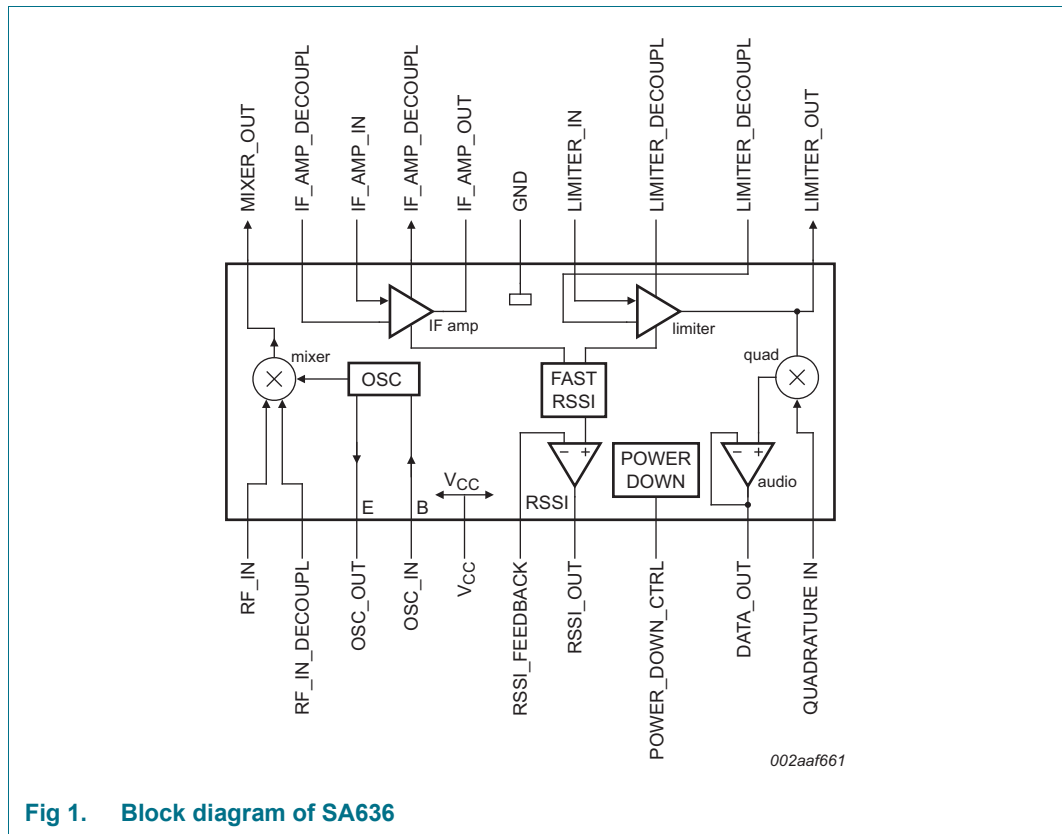 MIXER_OUT
IF_AMP_DECOUPL
IF_AMP_IN
IF_AMP_DECOUPL
IF_AMP_OUT
GND
LIMITER_IN
LIMITER_DECOUPL
LIMITER_DECOUPL
LIMITER_OUT
IF amp
limiter
mixer
quad
OSC
FAST
RSSI
VCC
RSSI
− +
POWER
DOWN
− +
audio
E
B
RF_IN
RF_IN_DECOUPL
OSC_OUT
OSC_IN
VCC
RSSI_FEEDBACK
RSSI_OUT
POWER_DOWN_CTRL
DATA_OUT
QUADRATURE IN
002aaf661
Fig 1. Block diagram of SA636